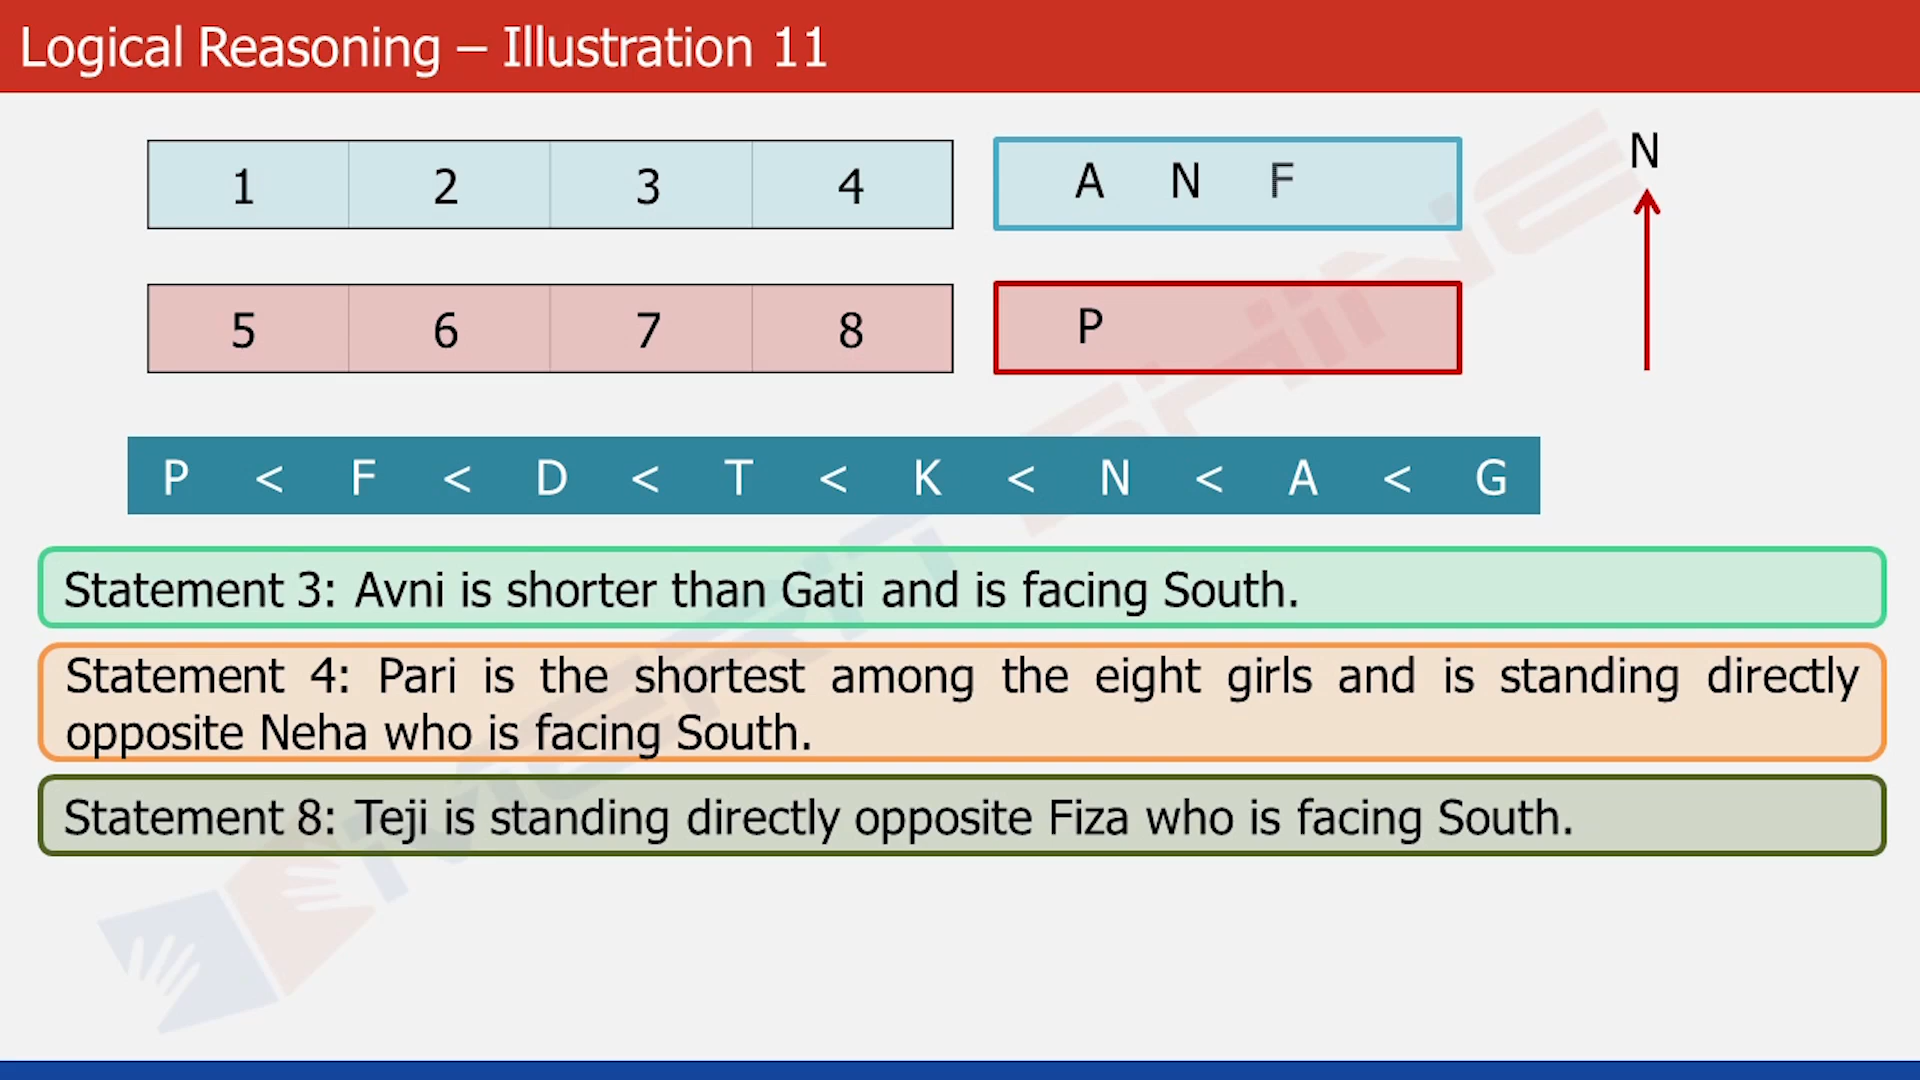 Logical Reasoning – Illustration 11
1 2 3 4
A N F
N
5 6 7 8
P
P < F < D < T < K < N < A < G
Statement 3: Avni is shorter than Gati and is facing South.
Statement 4: Pari is the shortest among the eight girls and is standing directly
opposite Neha who is facing South.
Statement 8: Teji is standing directly opposite Fiza who is facing South.